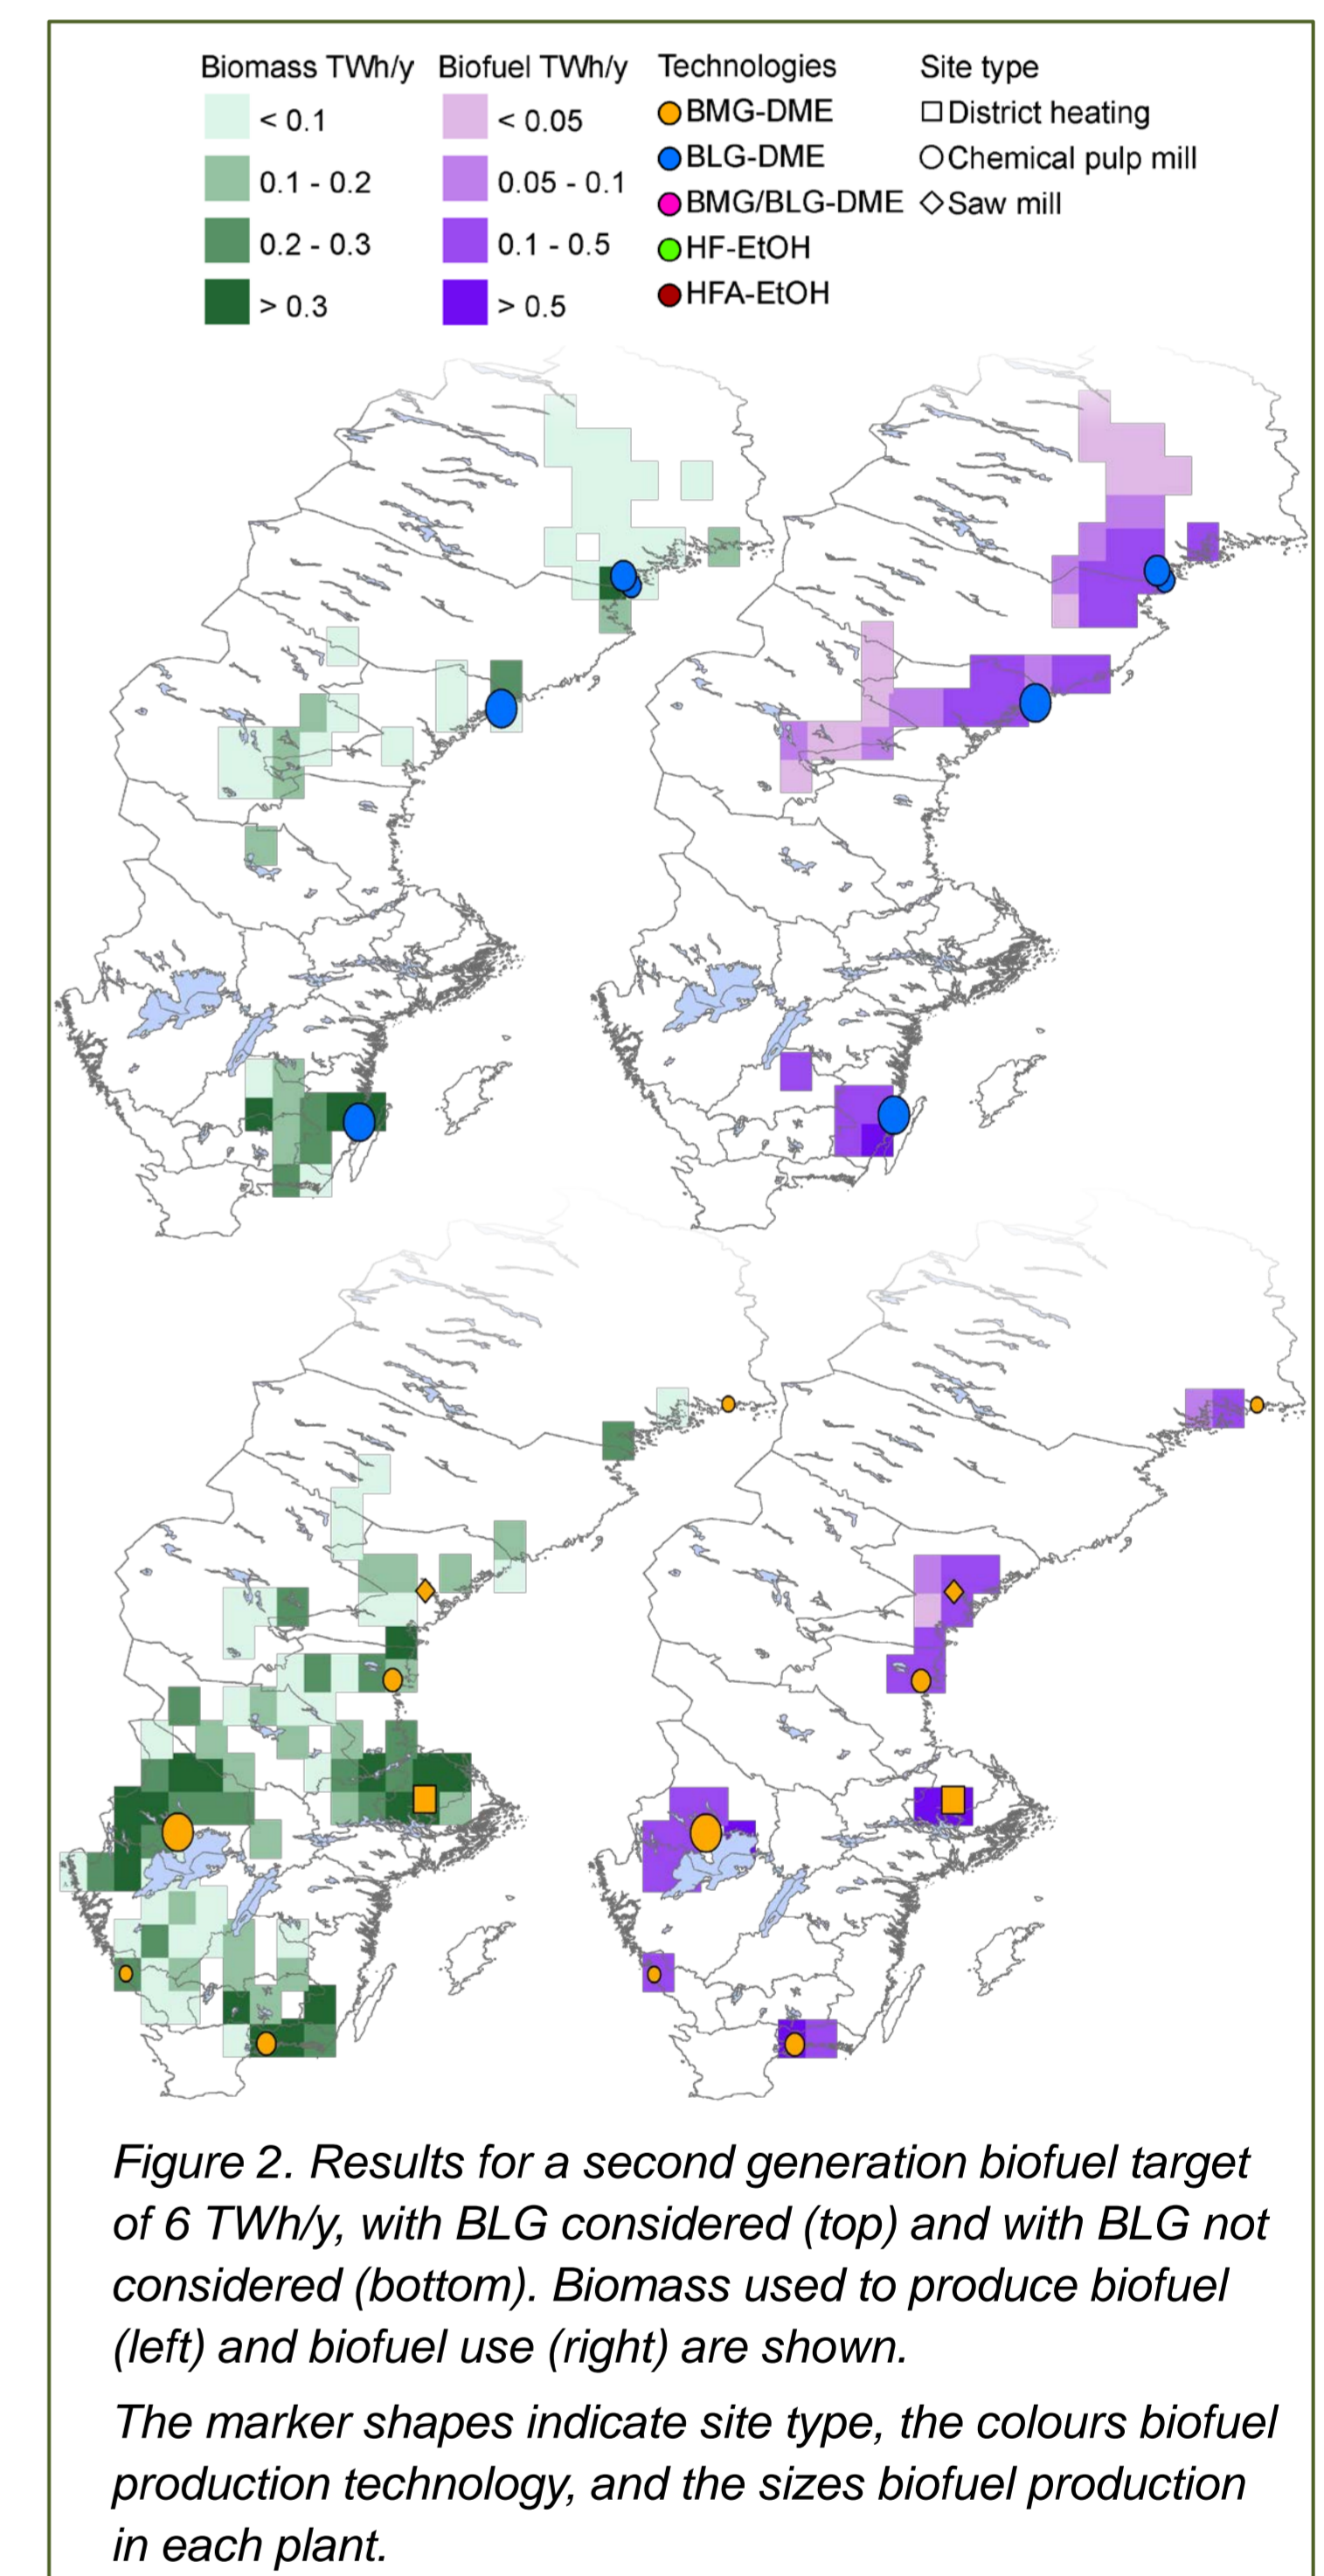 Biomass TWh/y Biofuel TWh/y Technologies Site type
< 0.1 < 0.05 BMG-DME District heating
0.1 - 0.2 0.05 - 0.1 BLG-DME Chemical pulp mill
0.2 - 0.3 0.1 - 0.5 BMG/BLG-DME Saw mill
> 0.3 > 0.5 HF-EtOH
HFA-EtOH
Figure 2. Results for a second generation biofuel target
of 6 TWh/y, with BLG considered (top) and with BLG not
considered (bottom). Biomass used to produce biofuel
(left) and biofuel use (right) are shown.
The marker shapes indicate site type, the colours biofuel
production technology, and the sizes biofuel production
in each plant.